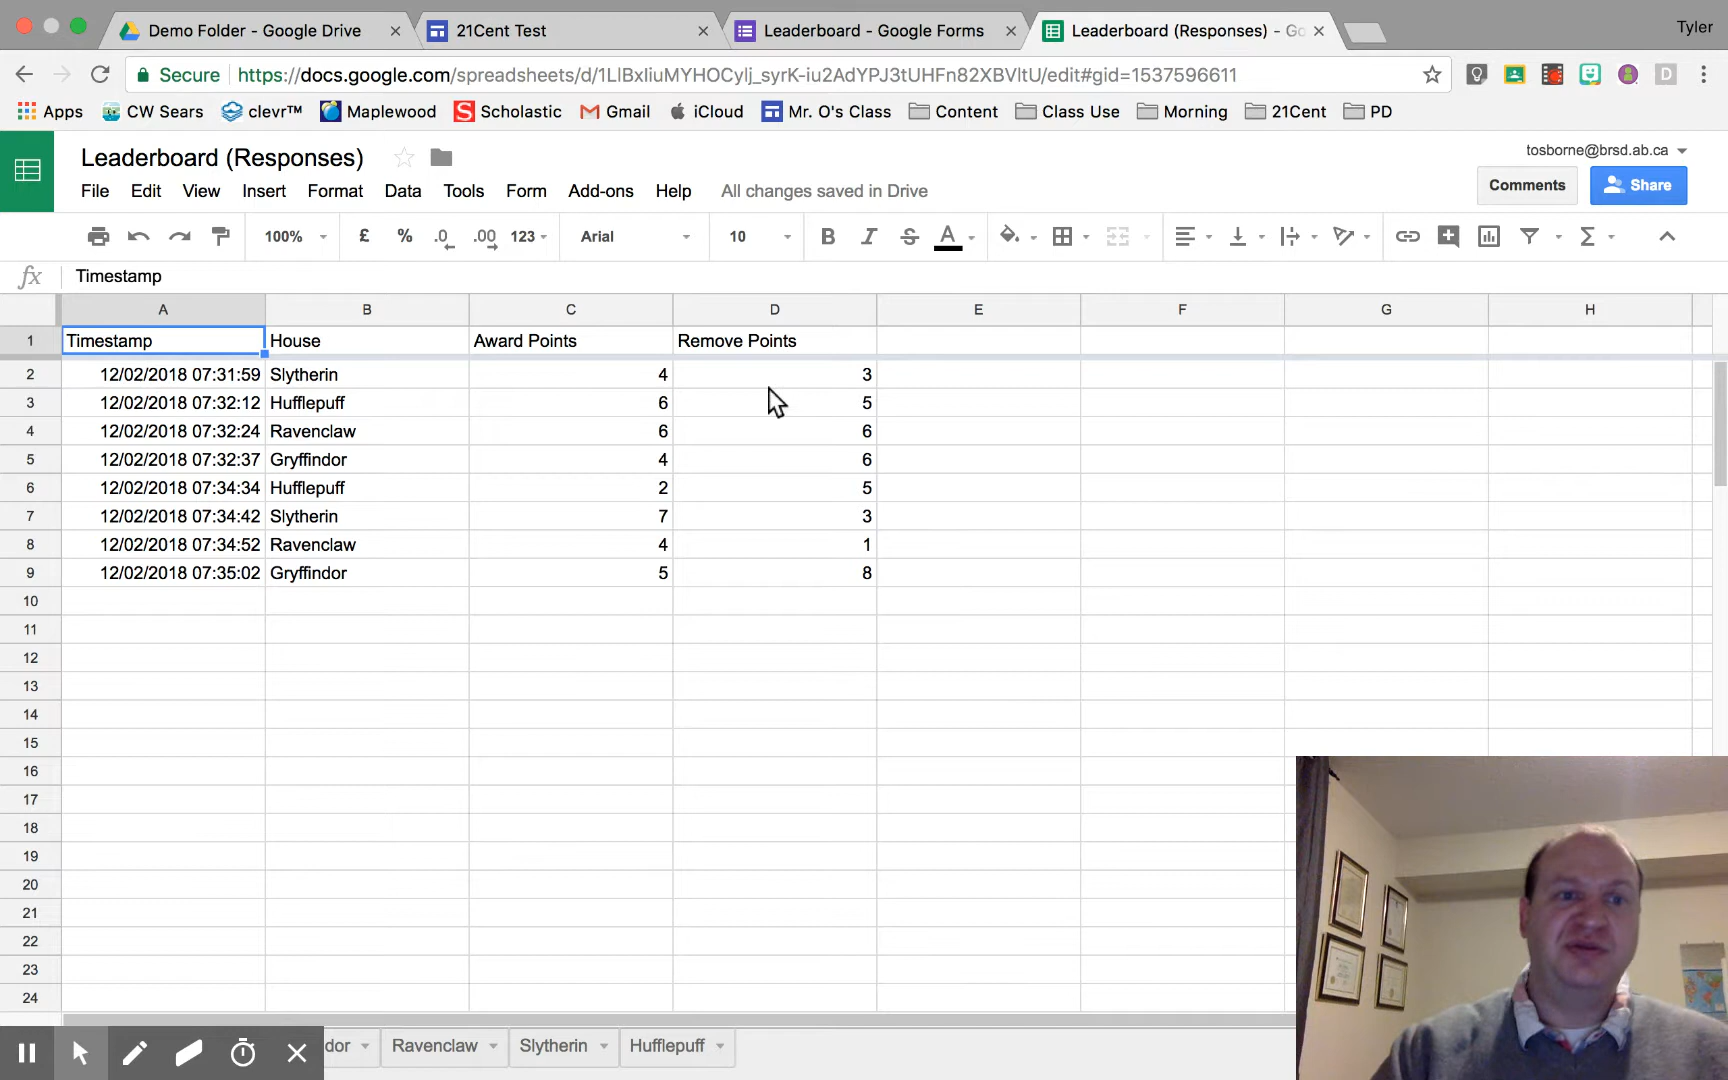 Demo Folder - Google Drive
21Cent Test
Leaderboard - Google Forms
Leaderboard (Responses) - Go
Tyler
Secure
https://docs.google.com/spreadsheets/d/1LIBxIiuMYHOCylj_syrK-iu2AdYPJ3tUHFn82XBVltU/edit#gid=1537596611
D
Apps CW Sears clevr™ Maplewood Scholastic Gmail iCloud Mr. O's Class Content Class Use Morning 21Cent PD
Leaderboard (Responses)
tosborne@brsd.ab.ca
File Edit View Insert Format Data Tools Form Add-ons Help All changes saved in Drive
Comments Share
100% £ % .0 .00 123 Arial 10 B I S A Σ
fx Timestamp
A B C D E F G H
1 Timestamp House Award Points Remove Points
2 12/02/2018 07:31:59 Slytherin 4 3
3 12/02/2018 07:32:12 Hufflepuff 6 5
4 12/02/2018 07:32:24 Ravenclaw 6 6
5 12/02/2018 07:32:37 Gryffindor 4 6
6 12/02/2018 07:34:34 Hufflepuff 2 5
7 12/02/2018 07:34:42 Slytherin 7 3
8 12/02/2018 07:34:52 Ravenclaw 4 1
9 12/02/2018 07:35:02 Gryffindor 5 8
10
11
12
13
14
15
16
17
18
19
20
21
22
23
24
dor Ravenclaw Slytherin Hufflepuff